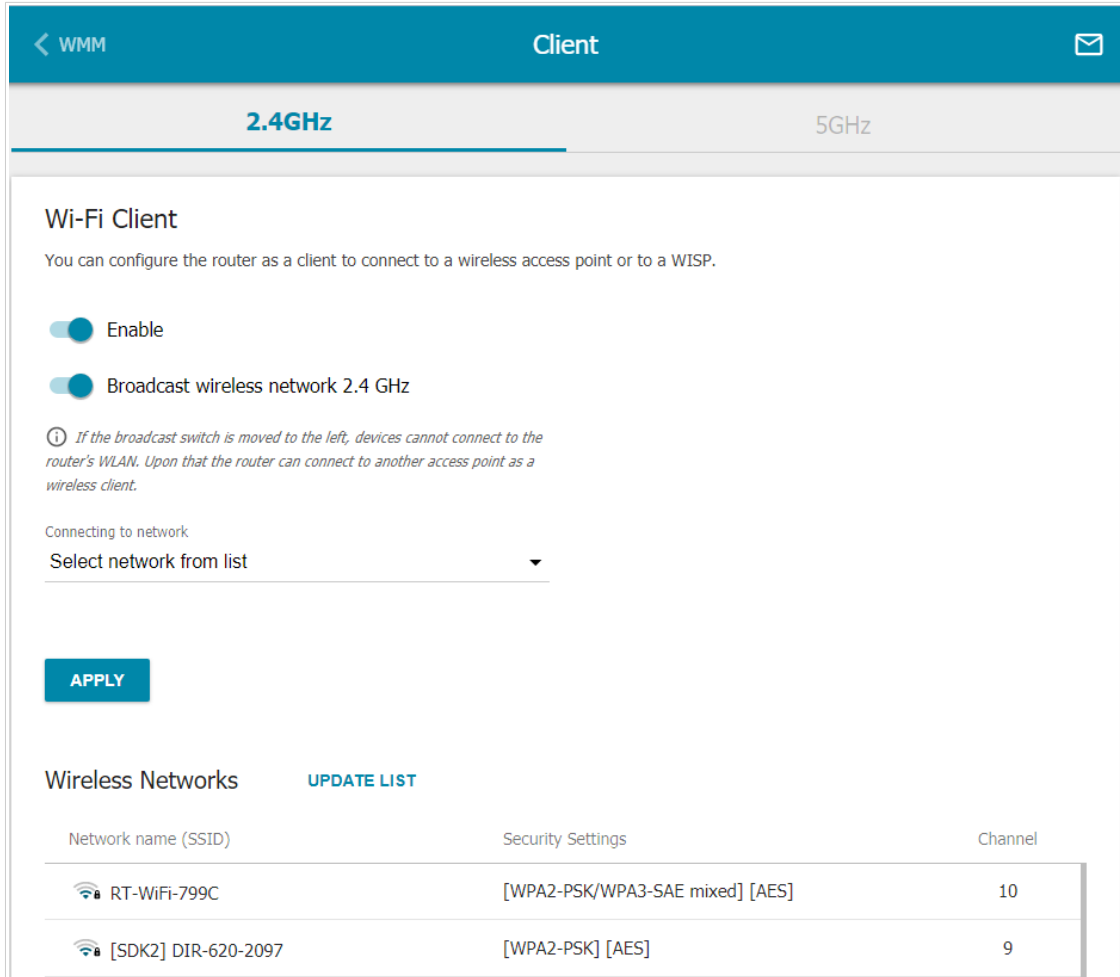 WMM
Client
2.4GHz
5GHz
Wi-Fi Client
You can configure the router as a client to connect to a wireless access point or to a WISP.
Enable
Broadcast wireless network 2.4 GHz
If the broadcast switch is moved to the left, devices cannot connect to the
router's WLAN. Upon that the router can connect to another access point as a
wireless client.
Connecting to network
Select network from list
APPLY
Wireless Networks UPDATE LIST
Network name (SSID) Security Settings Channel
RT-WiFi-799C [WPA2-PSK/WPA3-SAE mixed] [AES] 10
[SDK2] DIR-620-2097 [WPA2-PSK] [AES] 9